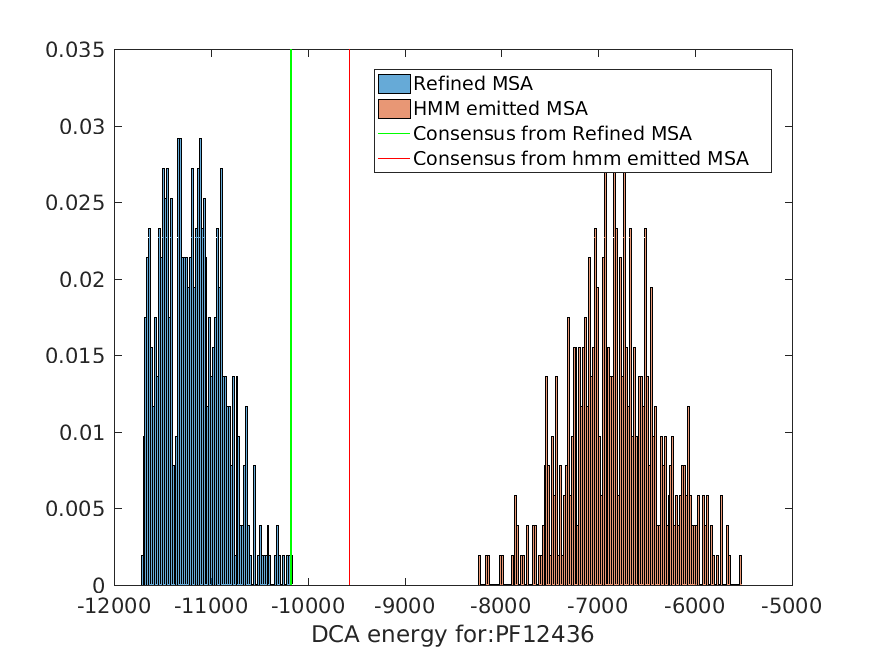 0.035
0.03
0.025
0.02
0.015
0.01
0.005
0
Refined MSA
HMM emitted MSA
Consensus from Refined MSA
Consensus from hmm emitted MSA
-12000 -11000 -10000 -9000 -8000 -7000 -6000 -5000
DCA energy for:PF12436